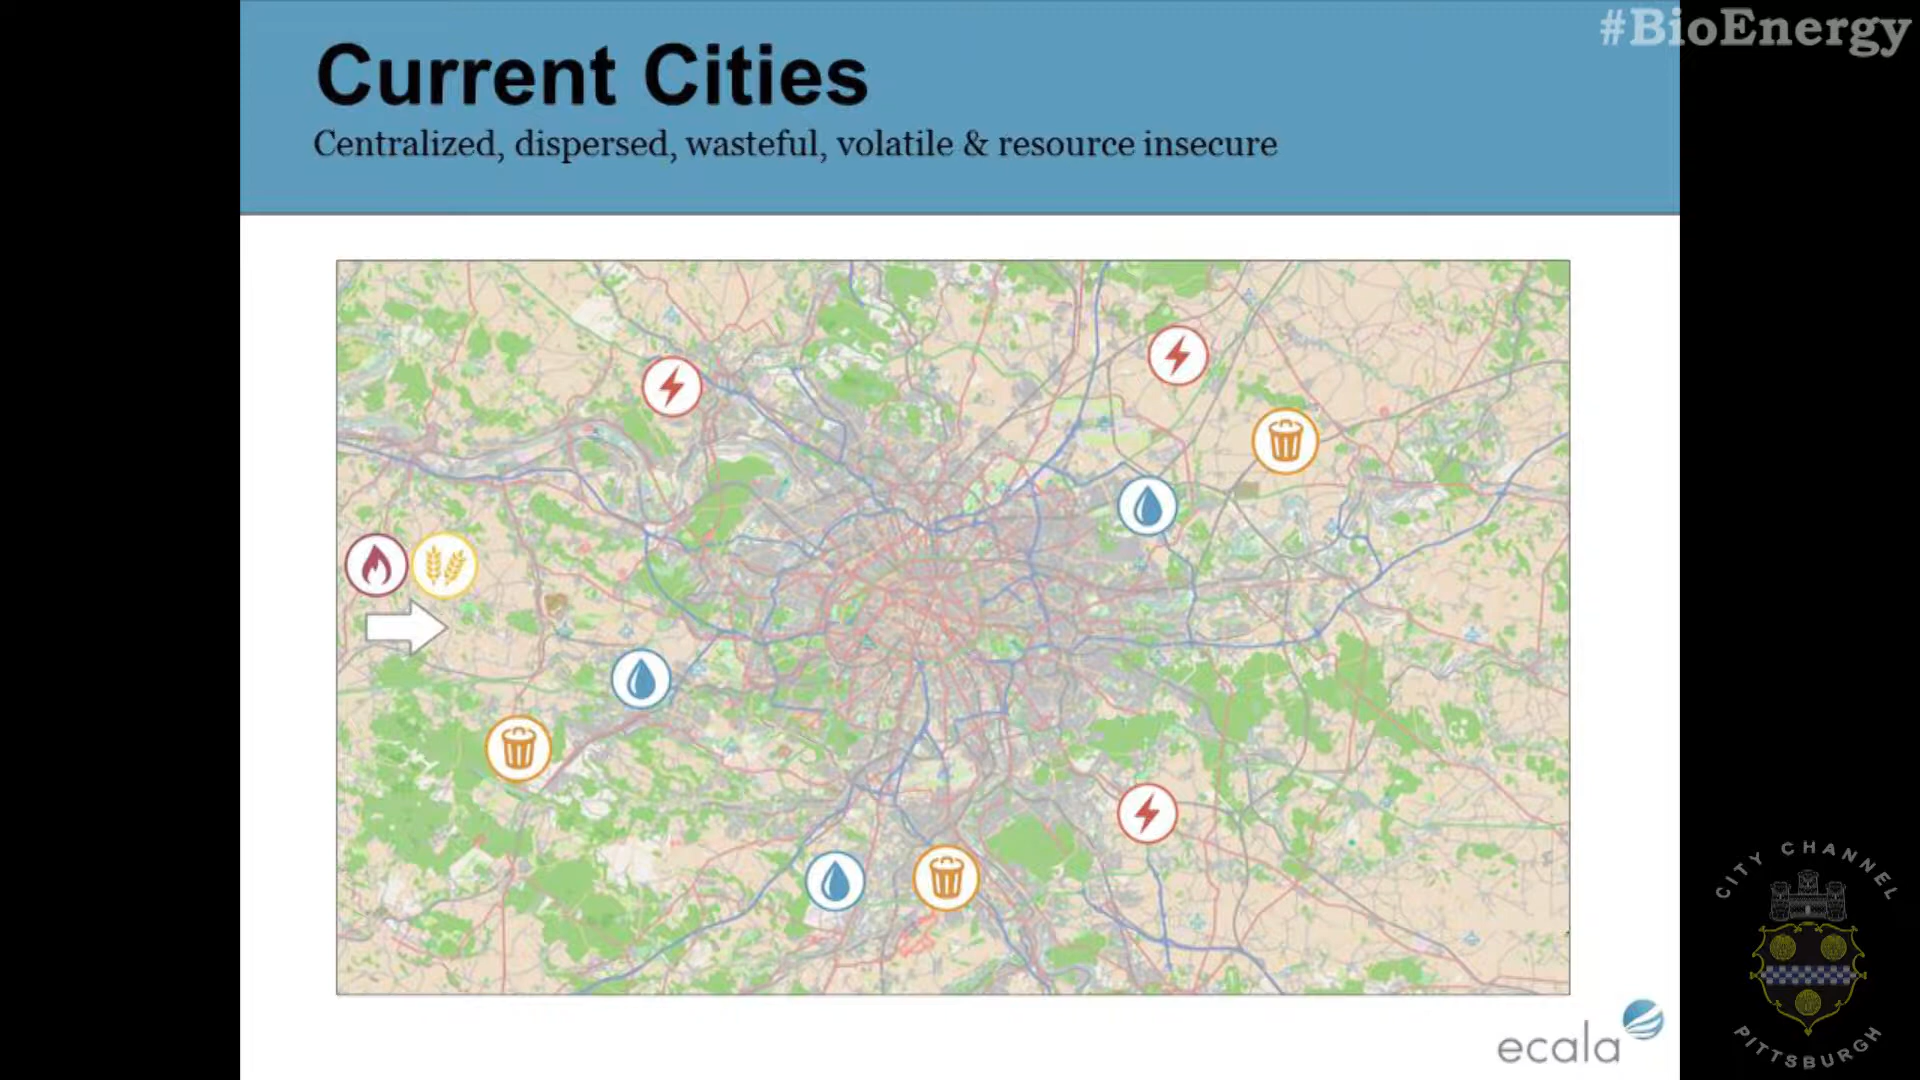 #BioEnergy
Current Cities
Centralized, dispersed, wasteful, volatile & resource insecure
ecala
CITY CHANNEL
PITTSBURGH